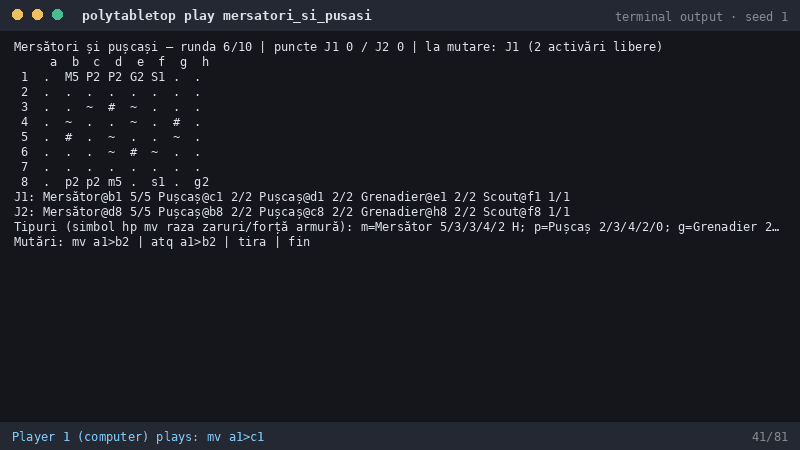 polytabletop play mersatori_si_pusasi
terminal output · seed 1
Mersători și pușcași — runda 6/10 | puncte J1 0 / J2 0 | la mutare: J1 (2 activări libere)
a b c d e f g h
1 . M5 P2 P2 G2 S1 . .
2 . . . . . . . .
3 . . ~ # ~ . . .
4 . ~ . . ~ . # .
5 . # . ~ . . ~ .
6 . . . ~ # ~ . .
7 . . . . . . . .
8 . p2 p2 m5 . s1 . g2
J1: Mersător@b1 5/5 Pușcaș@c1 2/2 Pușcaș@d1 2/2 Grenadier@e1 2/2 Scout@f1 1/1
J2: Mersător@d8 5/5 Pușcaș@b8 2/2 Pușcaș@c8 2/2 Grenadier@h8 2/2 Scout@f8 1/1
Tipuri (simbol hp mv raza zaruri/forță armură): m=Mersător 5/3/3/4/2 H; p=Pușcaș 2/3/4/2/0; g=Grenadier 2…
Mutări: mv a1>b2 | atq a1>b2 | tira | fin
Player 1 (computer) plays: mv a1>c1
41/81